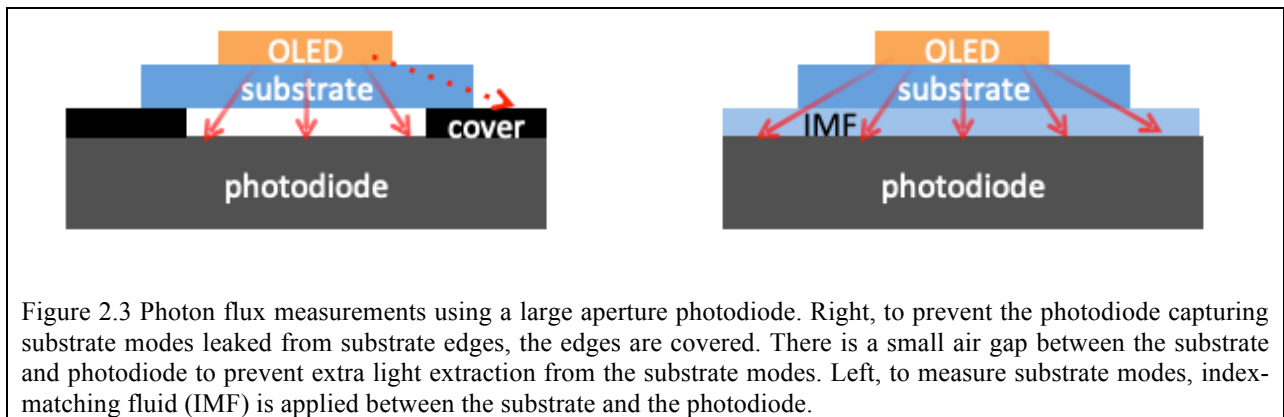 OLED
substrate
cover
photodiode
OLED
substrate
IMF
photodiode
Figure 2.3 Photon flux measurements using a large aperture photodiode. Right, to prevent the photodiode capturing
substrate modes leaked from substrate edges, the edges are covered. There is a small air gap between the substrate
and photodiode to prevent extra light extraction from the substrate modes. Left, to measure substrate modes, index-
matching fluid (IMF) is applied between the substrate and the photodiode.